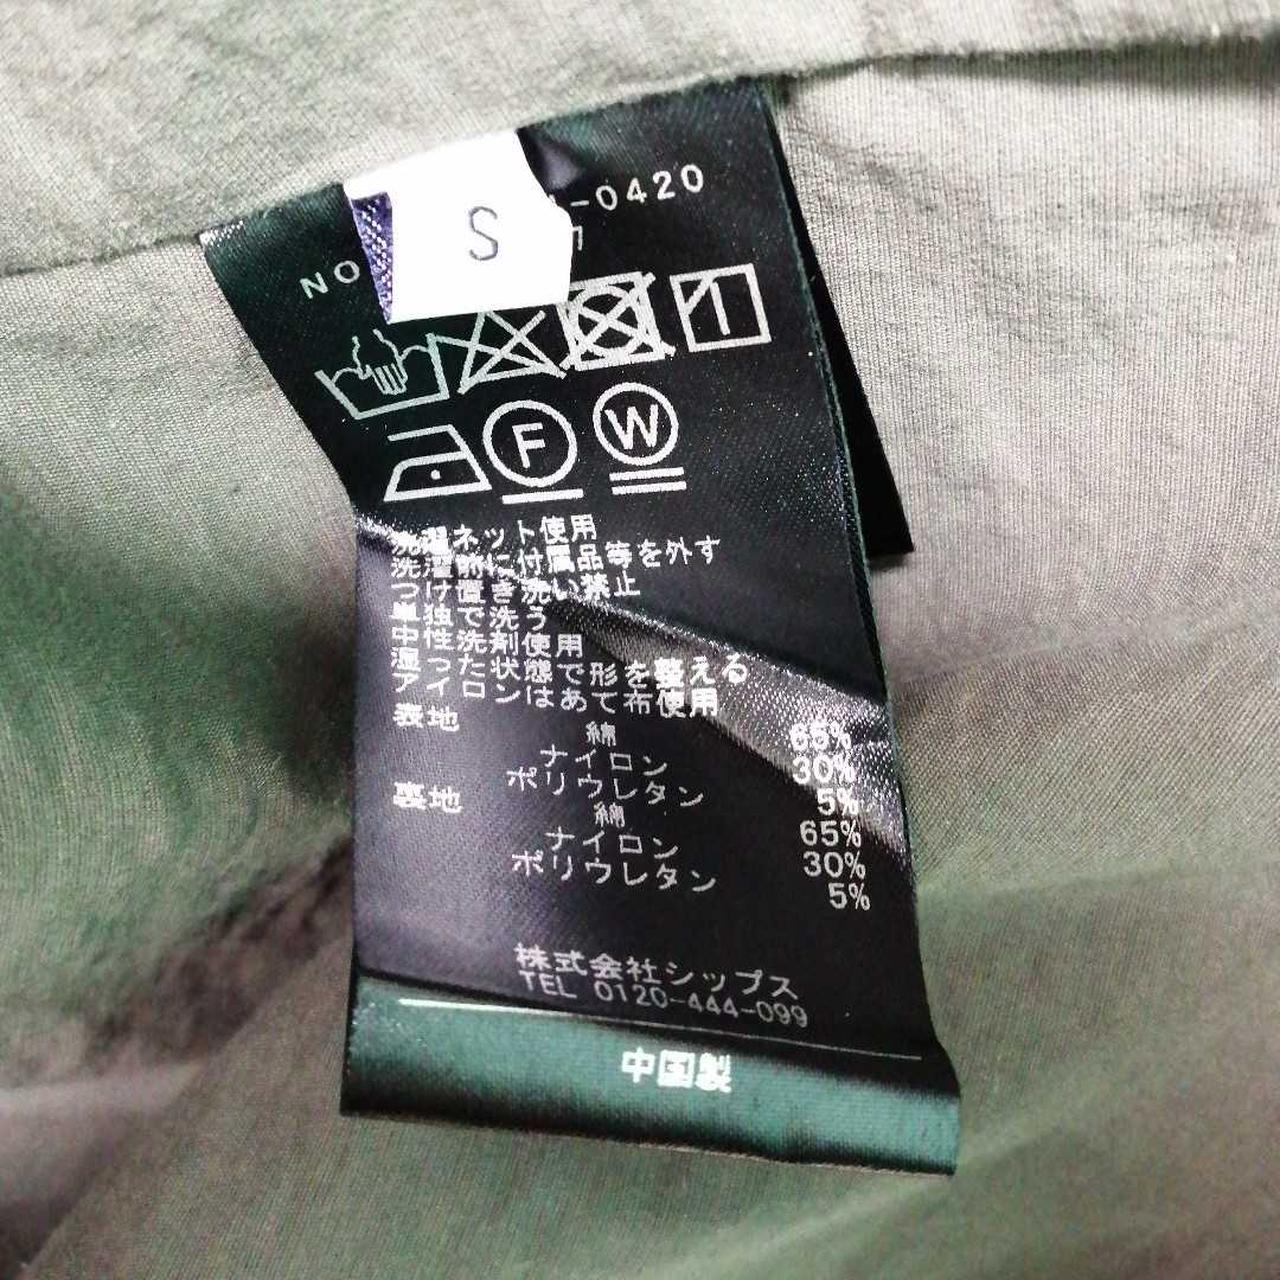 S
NO
-0420
F
W
洗濯ネット使用
洗濯前に付属品等を外す
つけ置き洗い禁止
単独で洗う
中性洗剤使用
湿った状態で形を整える
アイロンはあて布使用
表地
綿 65%
ナイロン 30%
ポリウレタン 5%
裏地
綿 65%
ナイロン 30%
ポリウレタン 5%
株式会社シップス
TEL 0120-444-099
中国製